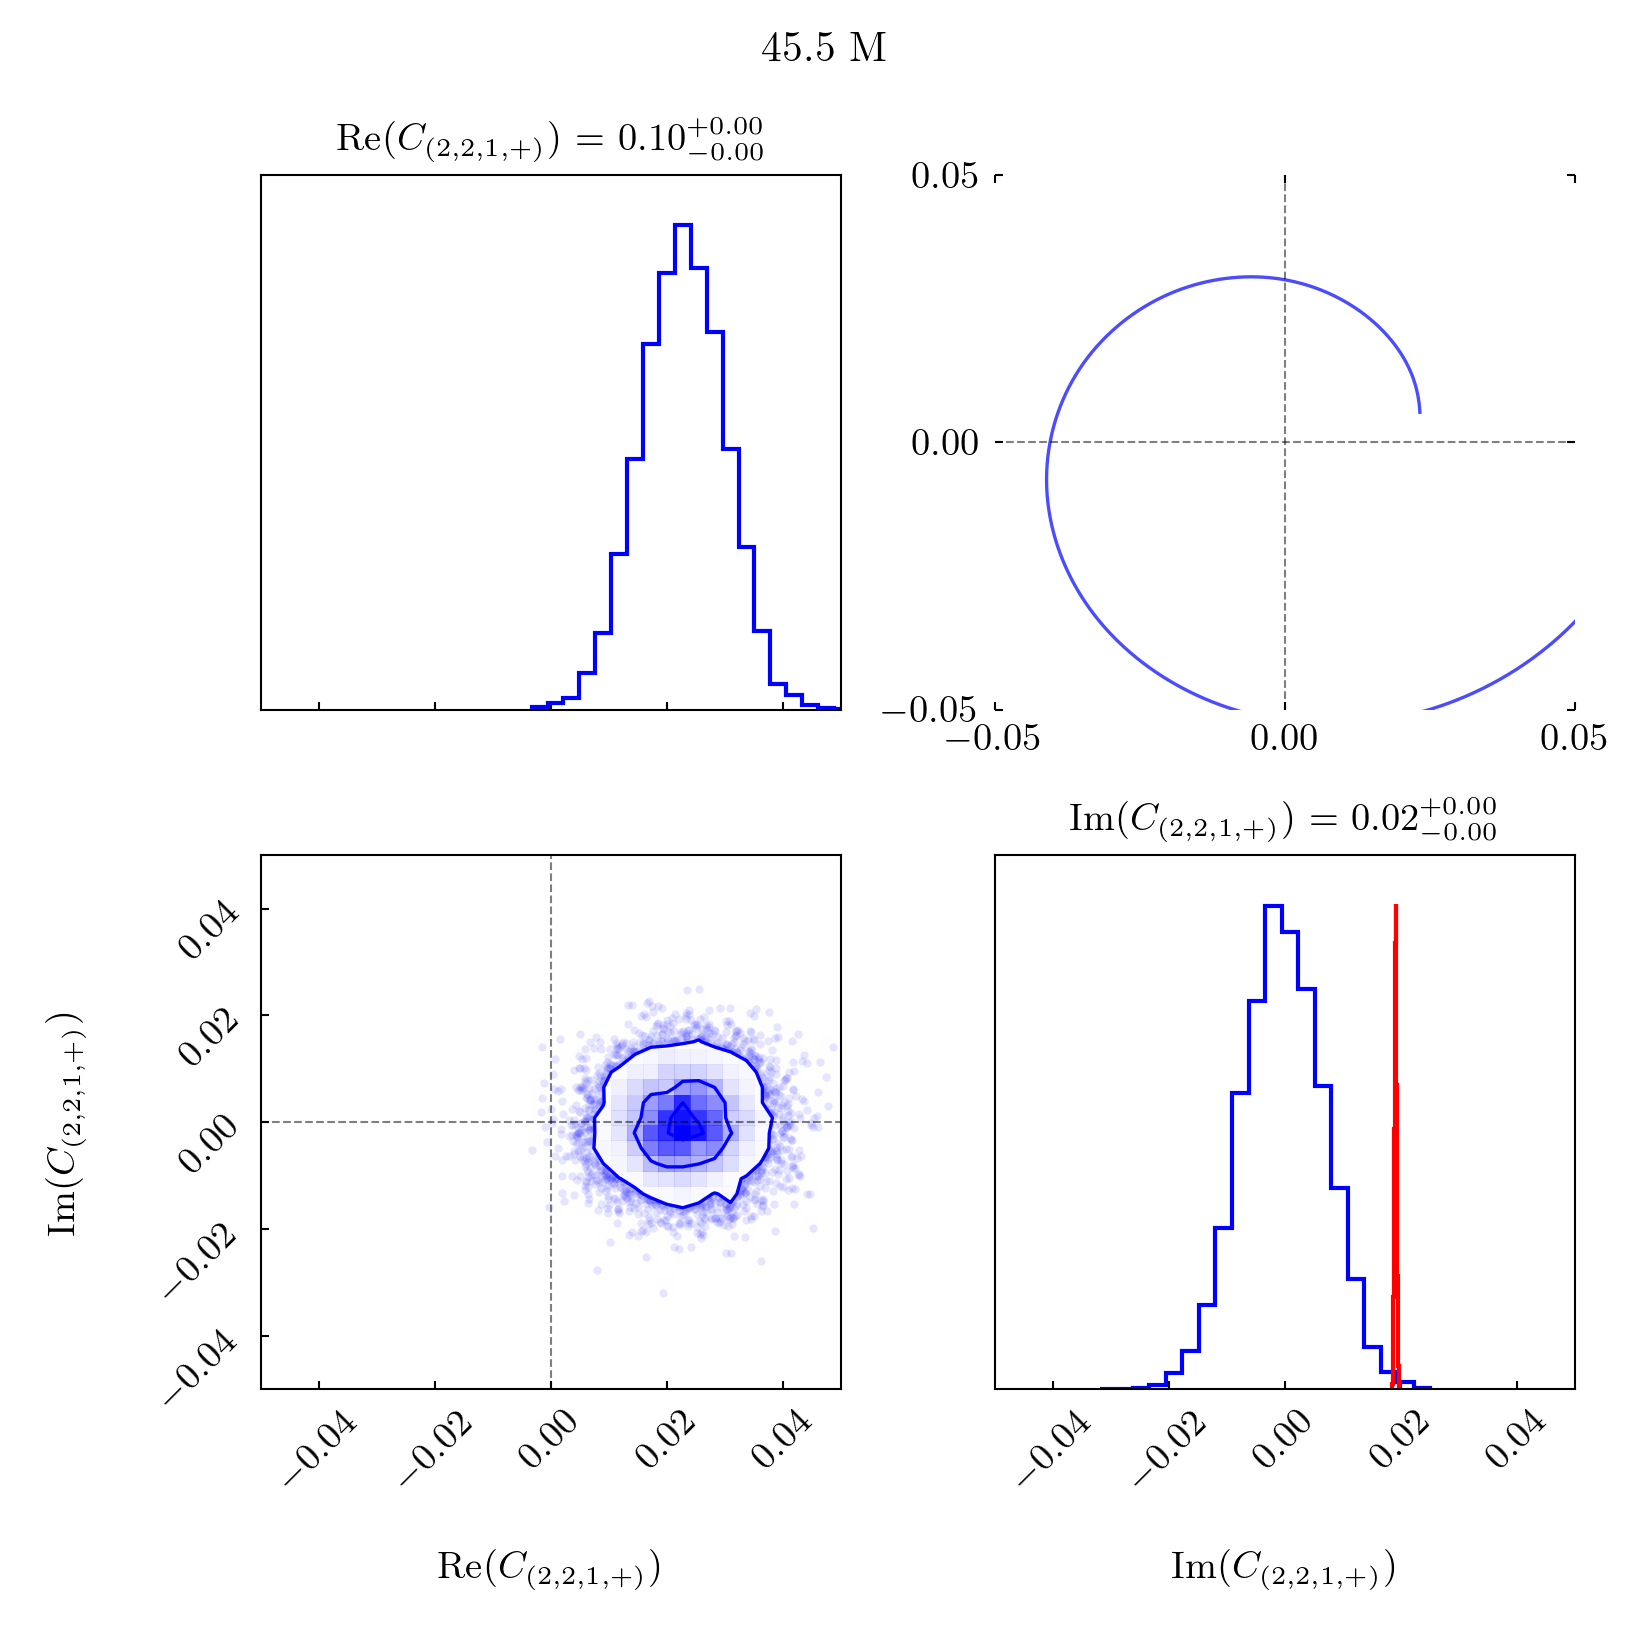 45.5 M
Re(C₍₂,₂,₁,₊₎) = 0.10⁺⁰·⁰⁰₋₀.₀₀
0.05
0.00
−0.05
−0.05 0.00 0.05
Im(C₍₂,₂,₁,₊₎) = 0.02⁺⁰·⁰⁰₋₀.₀₀
0.04
0.02
0.00
−0.02
−0.04
Im(C₍₂,₂,₁,₊₎)
−0.04 −0.02 0.00 0.02 0.04
−0.04 −0.02 0.00 0.02 0.04
Re(C₍₂,₂,₁,₊₎)
Im(C₍₂,₂,₁,₊₎)